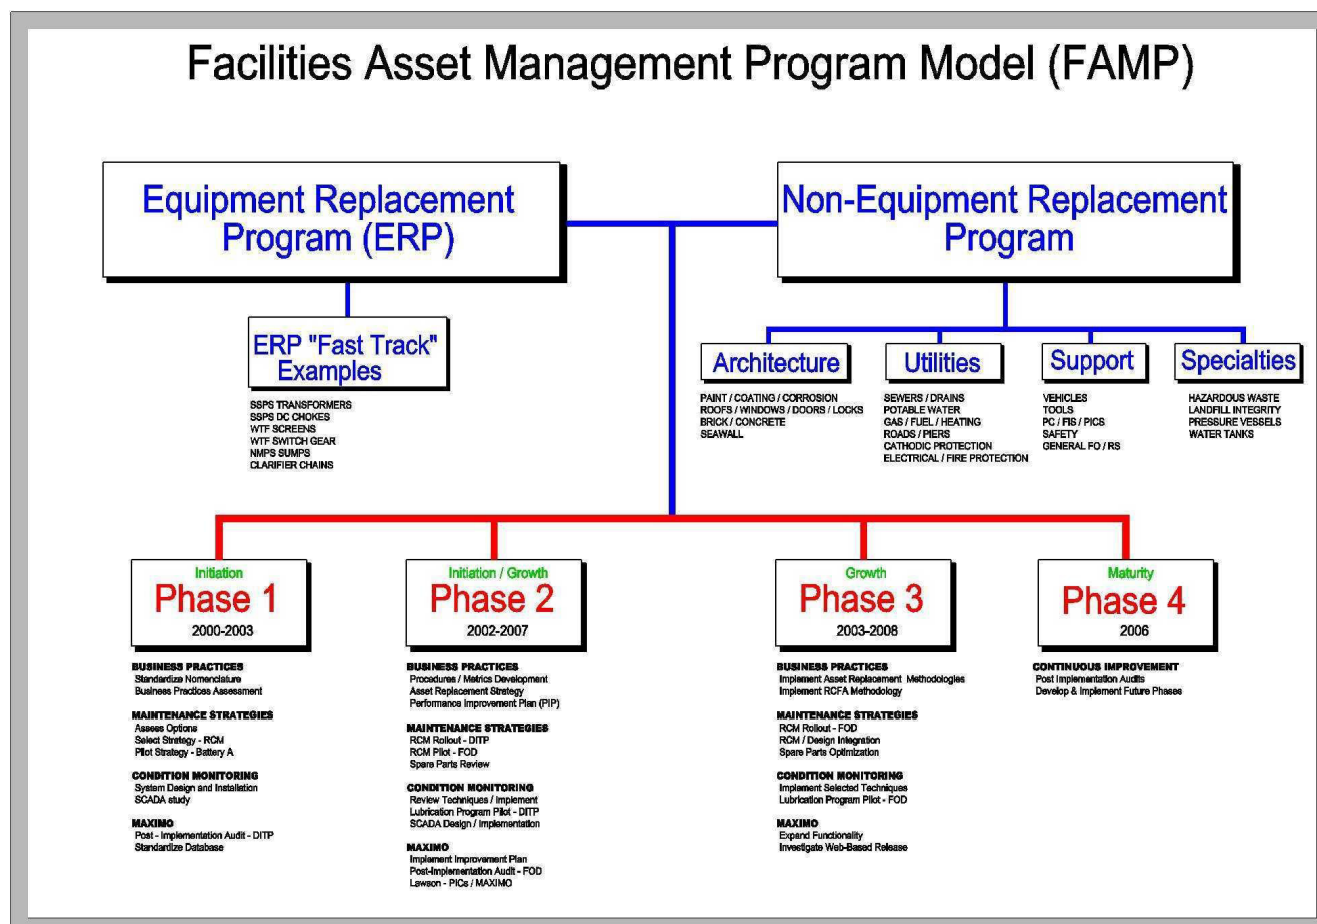 Facilities Asset Management Program Model (FAMP)
Equipment Replacement
Program (ERP)
Non-Equipment Replacement
Program
ERP "Fast Track"
Examples
SSPS TRANSFORMERS
SSPS DC CHOKES
WTF SCREENS
WTF SWITCH GEAR
NMPS SUMPS
CLARIFIER CHAINS
Architecture
PAINT / COATING / CORROSION
ROOFS / WINDOWS / DOORS / LOCKS
BRICK / CONCRETE
SEAWALL
Utilities
SEWERS / DRAINS
POTABLE WATER
GAS / FUEL / HEATING
ROADS / PIERS
CATHODIC PROTECTION
ELECTRICAL / FIRE PROTECTION
Support
VEHICLES
TOOLS
PC / FIS / PICS
SAFETY
GENERAL FO / RS
Specialties
HAZARDOUS WASTE
LANDFILL INTEGRITY
PRESSURE VESSELS
WATER TANKS
Initiation
Phase 1
2000-2003
BUSINESS PRACTICES
Standardize Nomenclature
Business Practices Assessment
MAINTENANCE STRATEGIES
Assess Options
Select Strategy - RCM
Pilot Strategy - Battery A
CONDITION MONITORING
System Design and Installation
SCADA study
MAXIMO
Post - Implementation Audit - DITP
Standardize Database
Initiation / Growth
Phase 2
2002-2007
BUSINESS PRACTICES
Procedures / Metrics Development
Asset Replacement Strategy
Performance Improvement Plan (PIP)
MAINTENANCE STRATEGIES
RCM Rollout - DITP
RCM Pilot - FOD
Spare Parts Review
CONDITION MONITORING
Review Techniques / Implement
Lubrication Program Pilot - DITP
SCADA Design / Implementation
MAXIMO
Implement Improvement Plan
Post-Implementation Audit - FOD
Lawson - PICs / MAXIMO
Growth
Phase 3
2003-2008
BUSINESS PRACTICES
Implement Asset Replacement Methodologies
Implement RCFA Methodology
MAINTENANCE STRATEGIES
RCM Rollout - FOD
RCM / Design Integration
Spare Parts Optimization
CONDITION MONITORING
Implement Selected Techniques
Lubrication Program Pilot - FOD
MAXIMO
Expand Functionality
Investigate Web-Based Release
Maturity
Phase 4
2006
CONTINUOUS IMPROVEMENT
Post Implementation Audits
Develop & Implement Future Phases